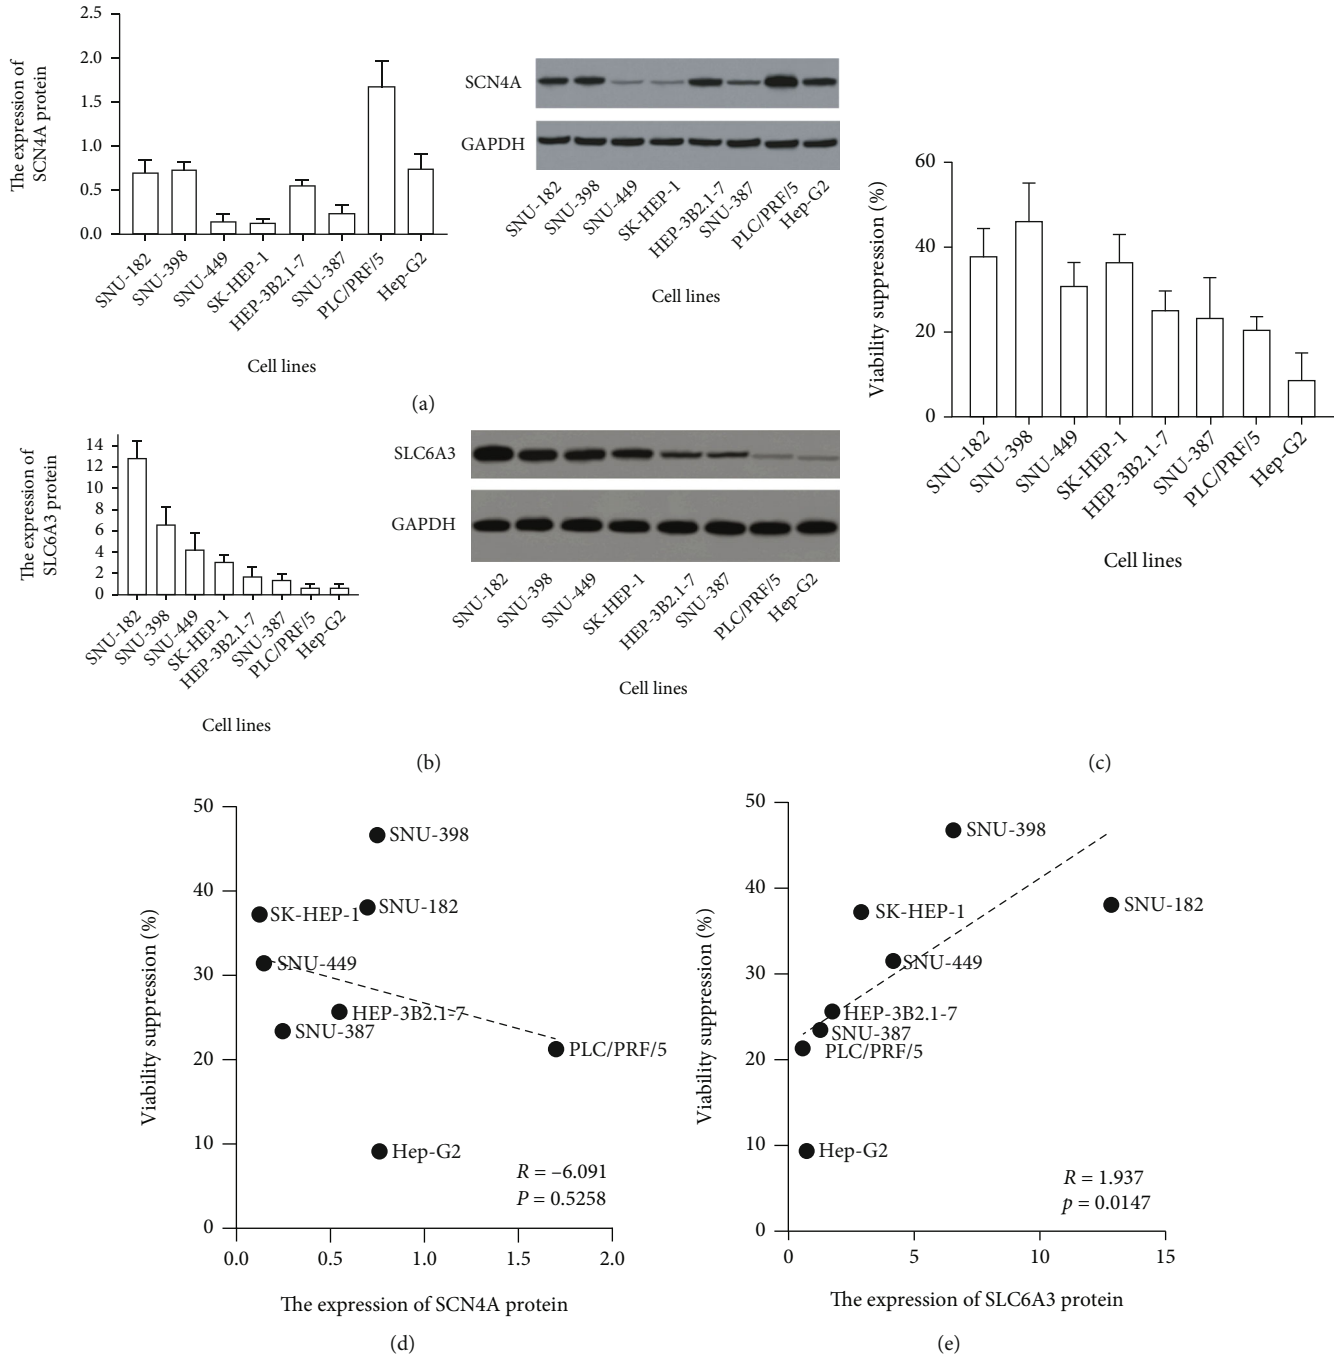 The expression of
SCN4A protein
2.5
2.0
1.5
1.0
0.5
0.0
SNU-182
SNU-398
SNU-449
SK-HEP-1
HEP-3B2.1-7
SNU-387
PLC/PRF/5
Hep-G2
Cell lines
SCN4A
GAPDH
SNU-182
SNU-398
SNU-449
SK-HEP-1
HEP-3B2.1-7
SNU-387
PLC/PRF/5
Hep-G2
Cell lines
(a)
The expression of
SLC6A3 protein
14
12
10
8
6
4
2
0
SNU-182
SNU-398
SNU-449
SK-HEP-1
HEP-3B2.1-7
SNU-387
PLC/PRF/5
Hep-G2
Cell lines
SLC6A3
GAPDH
SNU-182
SNU-398
SNU-449
SK-HEP-1
HEP-3B2.1-7
SNU-387
PLC/PRF/5
Hep-G2
Cell lines
(b)
Viability suppression (%)
60
40
20
0
SNU-182
SNU-398
SNU-449
SK-HEP-1
HEP-3B2.1-7
SNU-387
PLC/PRF/5
Hep-G2
Cell lines
(c)
Viability suppression (%)
50
40
30
20
10
0
SNU-398
SK-HEP-1
SNU-182
SNU-449
HEP-3B2.1-7
SNU-387
PLC/PRF/5
Hep-G2
R = –6.091
P = 0.5258
0.0
0.5
1.0
1.5
2.0
The expression of SCN4A protein
(d)
Viability suppression (%)
50
40
30
20
10
0
SNU-398
SK-HEP-1
SNU-182
SNU-449
HEP-3B2.1-7
SNU-387
PLC/PRF/5
Hep-G2
R = 1.937
p = 0.0147
0
5
10
15
The expression of SLC6A3 protein
(e)